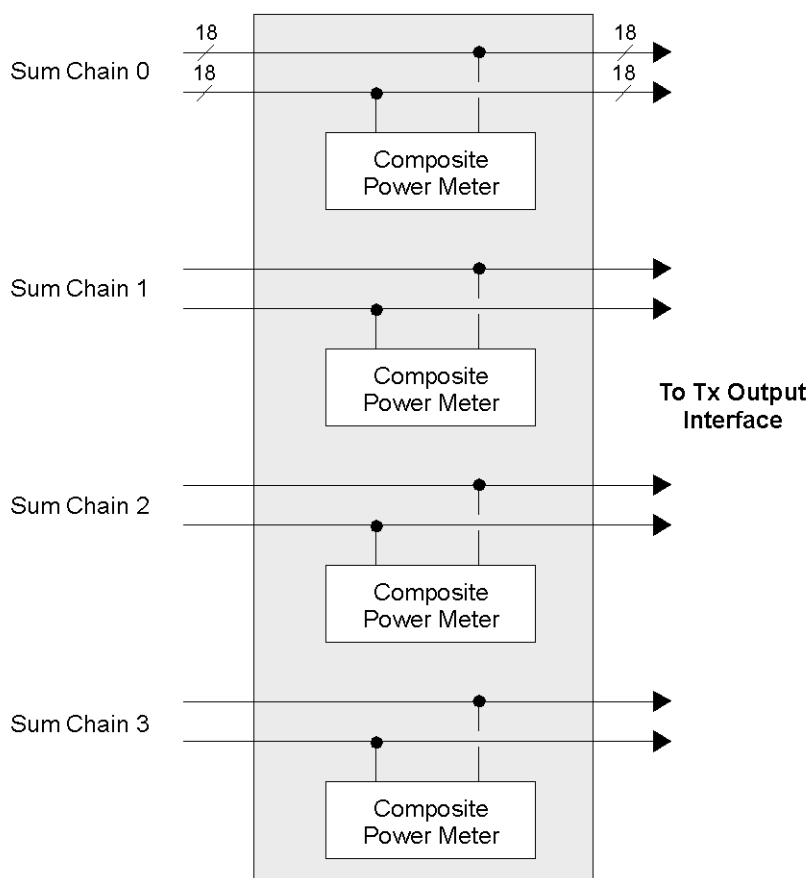 18
18
Sum Chain 0
18
18
Composite
Power Meter
Sum Chain 1
Composite
Power Meter
To Tx Output
Interface
Sum Chain 2
Composite
Power Meter
Sum Chain 3
Composite
Power Meter